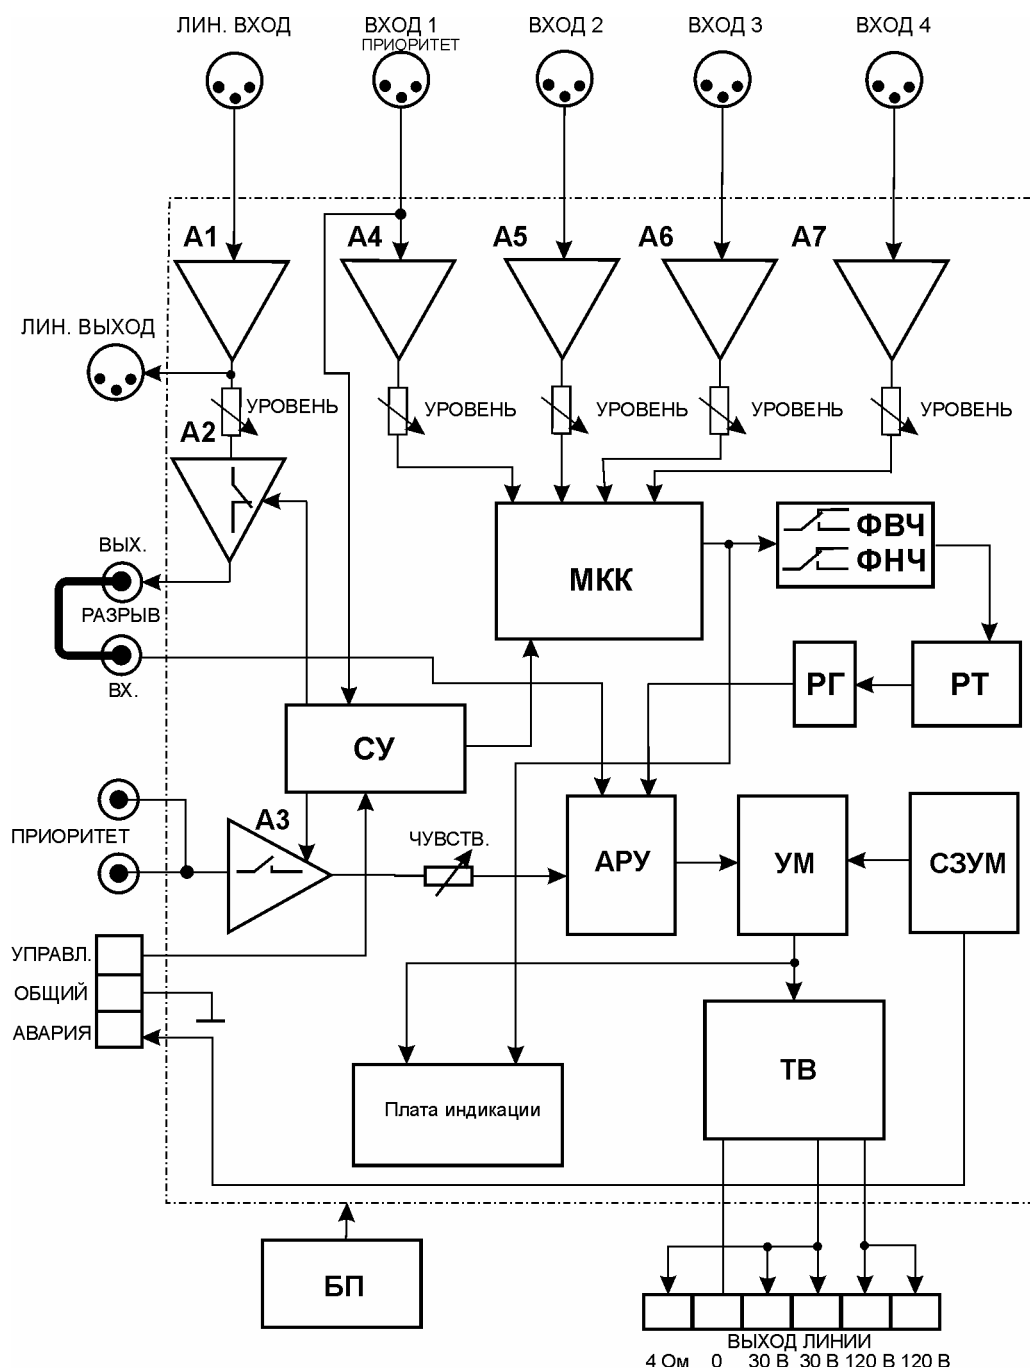 ЛИН. ВХОД
ВХОД 1
ПРИОРИТЕТ
ВХОД 2
ВХОД 3
ВХОД 4
А1
А4
А5
А6
А7
ЛИН. ВЫХОД
УРОВЕНЬ
УРОВЕНЬ
УРОВЕНЬ
УРОВЕНЬ
УРОВЕНЬ
А2
ВЫХ.
РАЗРЫВ
ВХ.
МКК
ФВЧ
ФНЧ
РГ
РТ
СУ
ПРИОРИТЕТ
А3
ЧУВСТВ.
АРУ
УМ
СЗУМ
УПРАВЛ.
ОБЩИЙ
АВАРИЯ
ТВ
Плата индикации
БП
ВЫХОД ЛИНИИ
4 Ом 0 30 В 30 В 120 В 120 В